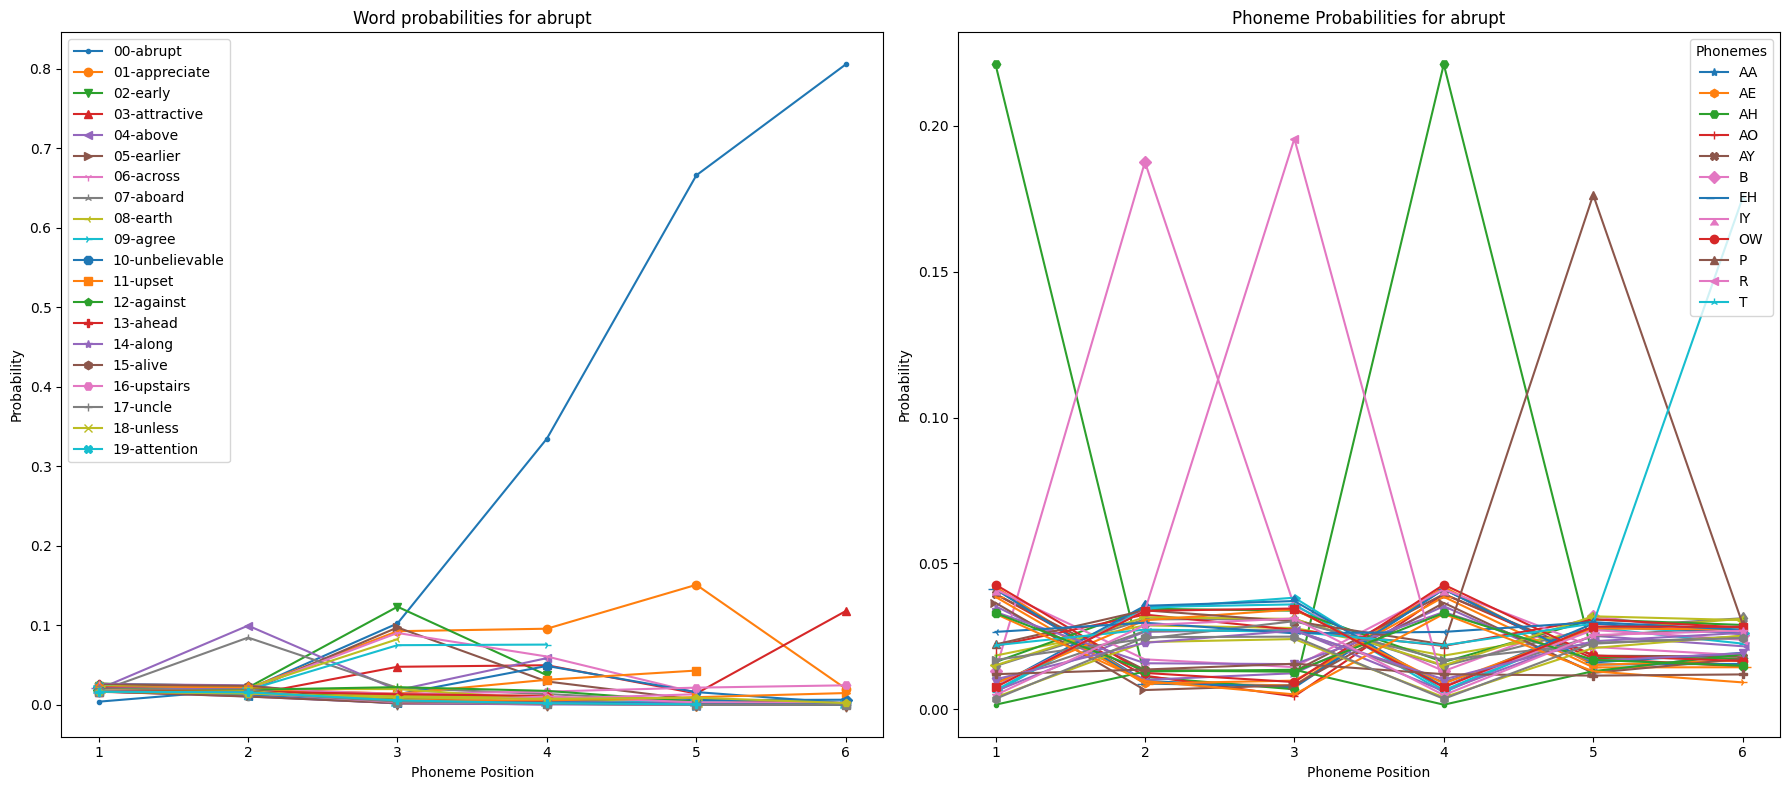 Word probabilities for abrupt
Probability
0.8
0.7
0.6
0.5
0.4
0.3
0.2
0.1
0.0
00-abrupt
01-appreciate
02-early
03-attractive
04-above
05-earlier
06-across
07-aboard
08-earth
09-agree
10-unbelievable
11-upset
12-against
13-ahead
14-along
15-alive
16-upstairs
17-uncle
18-unless
19-attention
1 2 3 4 5 6
Phoneme Position
Phoneme Probabilities for abrupt
Probability
0.20
0.15
0.10
0.05
0.00
Phonemes
AA
AE
AH
AO
AY
B
EH
IY
OW
P
R
T
1 2 3 4 5 6
Phoneme Position